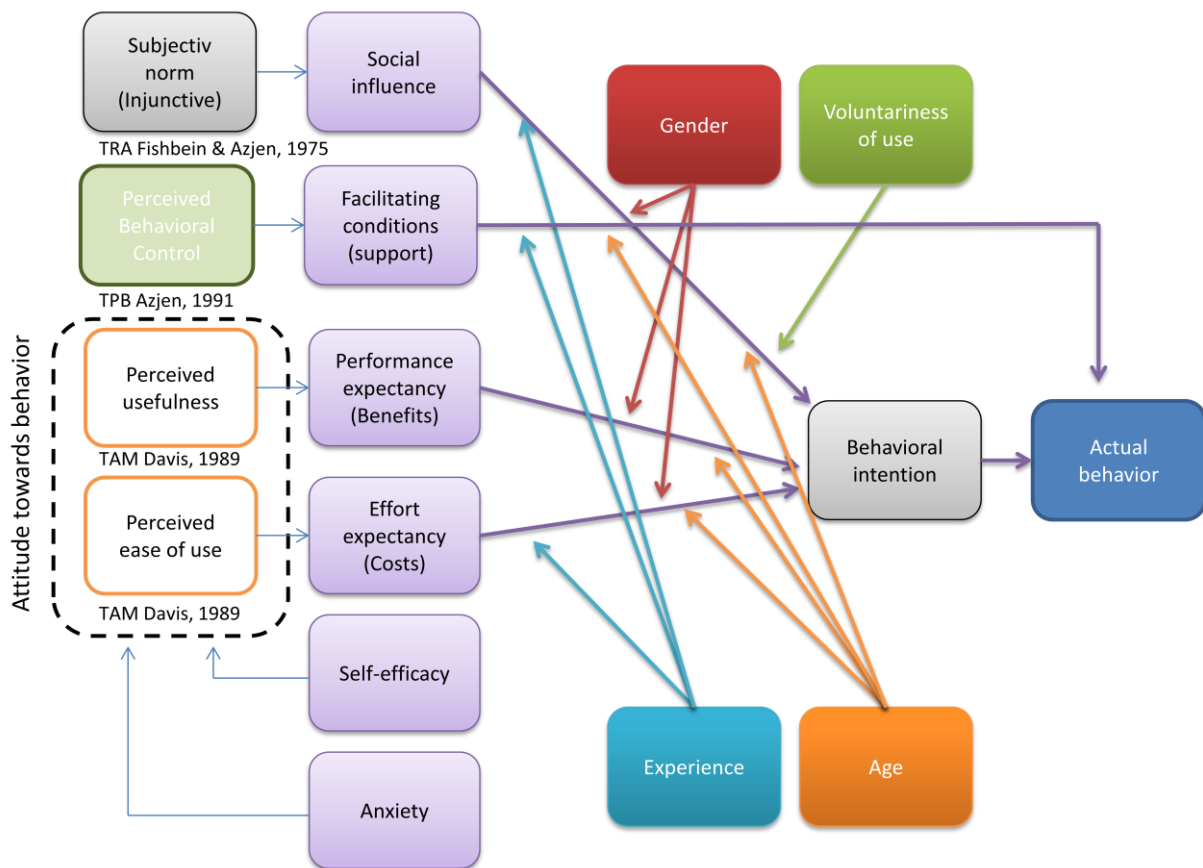 Subjectiv
norm
(Injunctive)
Social
influence
Gender
Voluntariness
of use
TRA Fishbein & Azjen, 1975
Perceived
Behavioral
Control
Facilitating
conditions
(support)
TPB Azjen, 1991
Attitude towards behavior
Perceived
usefulness
Performance
expectancy
(Benefits)
TAM Davis, 1989
Behavioral
intention
Actual
behavior
Perceived
ease of use
Effort
expectancy
(Costs)
TAM Davis, 1989
Self-efficacy
Experience
Age
Anxiety